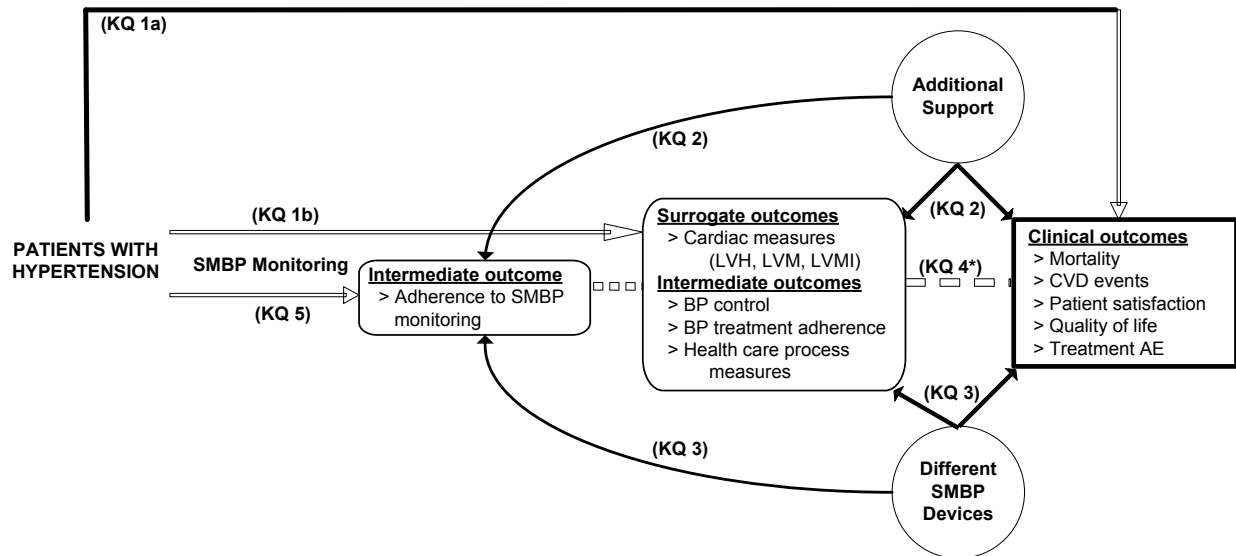 (KQ 1a)
Additional
Support
(KQ 2)
(KQ 1b)
(KQ 2)
PATIENTS WITH
HYPERTENSION
SMBP Monitoring
(KQ 5)
Intermediate outcome
> Adherence to SMBP
monitoring
Surrogate outcomes
> Cardiac measures
(LVH, LVM, LVMI)
Intermediate outcomes
> BP control
> BP treatment adherence
> Health care process
measures
(KQ 4*)
Clinical outcomes
> Mortality
> CVD events
> Patient satisfaction
> Quality of life
> Treatment AE
(KQ 3)
(KQ 3)
Different
SMBP
Devices